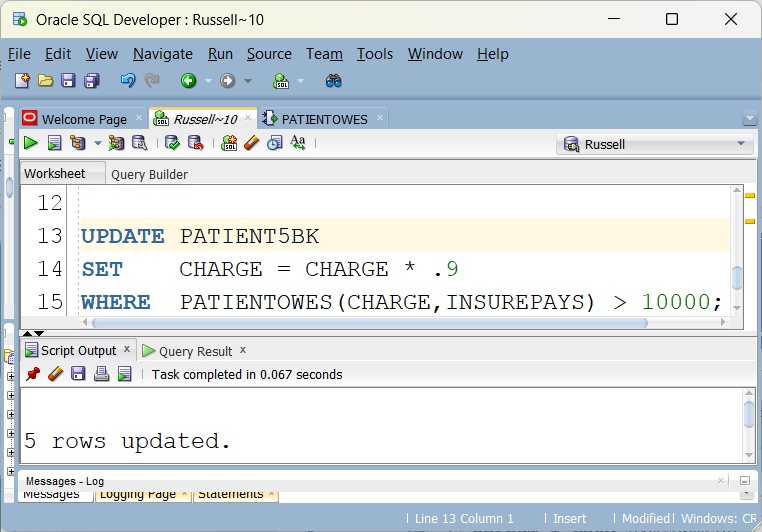 Oracle SQL Developer : Russell~10
File Edit View Navigate Run Source Team Tools Window Help
Welcome Page Russell~10 PATIENTOWES
Russell
Worksheet Query Builder
12
13 UPDATE PATIENT5BK
14 SET CHARGE = CHARGE * .9
15 WHERE PATIENTOWES(CHARGE,INSUREPAYS) > 10000;
Script Output Query Result
Task completed in 0.067 seconds
5 rows updated.
Messages - Log
Messages Logging Page Statements
Line 13 Column 1 Insert Modified Windows: CR